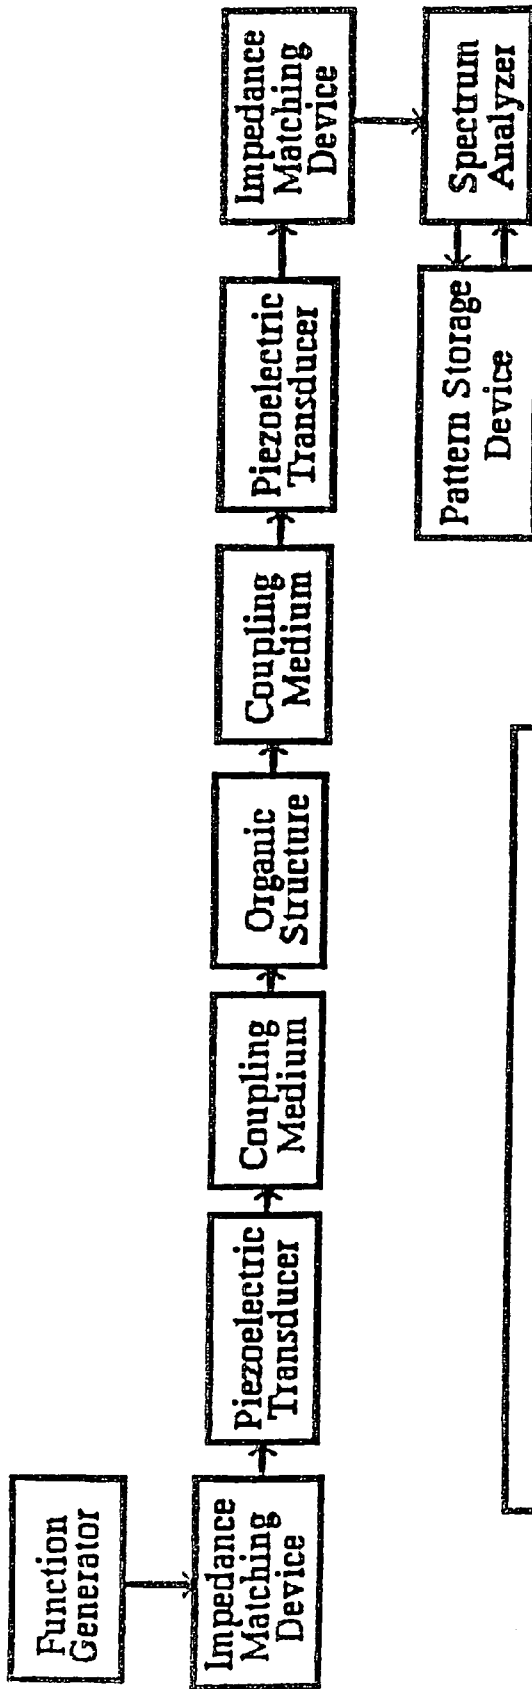 Function
Generator
Impedance
Matching
Device
Piezoelectric
Transducer
Coupling
Medium
Organic
Structure
Coupling
Medium
Piezoelectric
Transducer
Impedance
Matching
Device
Spectrum
Analyzer
Pattern Storage
Device